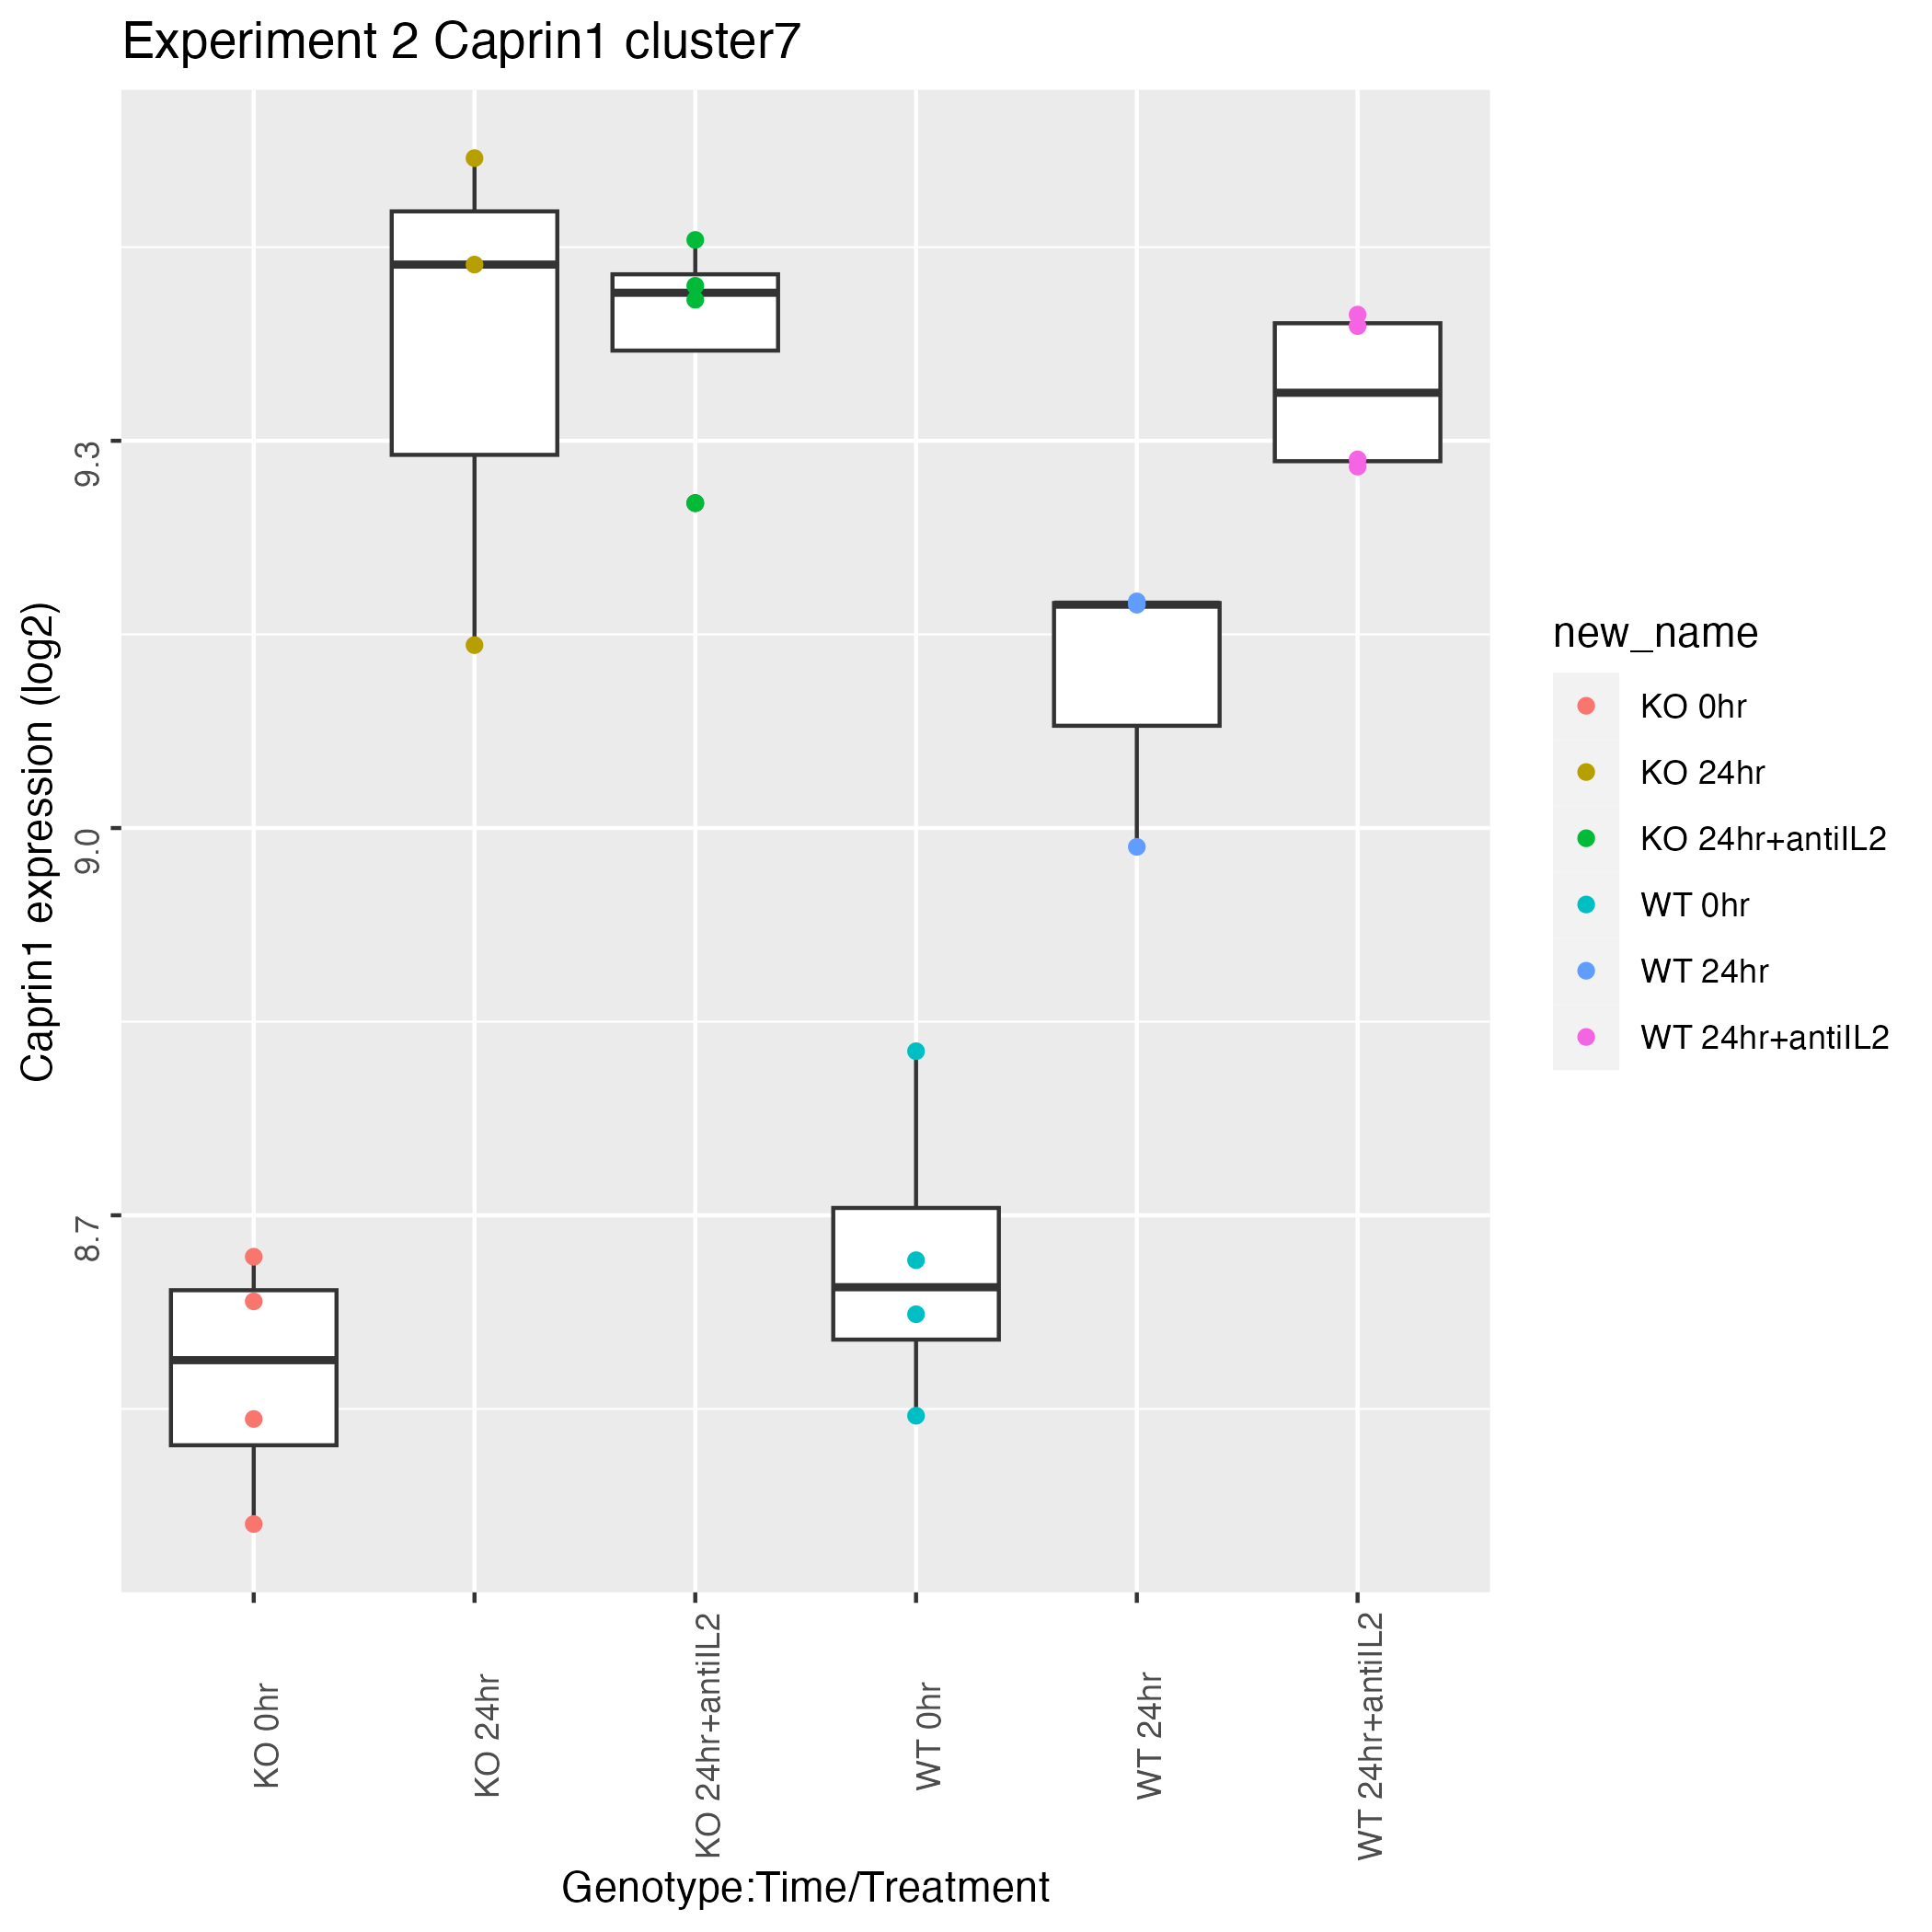 Experiment 2 Caprin1 cluster7
Caprin1 expression (log2)
9.3
9.0
8.7
KO 0hr
KO 24hr
KO 24hr+antiIL2
WT 0hr
WT 24hr
WT 24hr+antiIL2
Genotype:Time/Treatment
new_name
KO 0hr
KO 24hr
KO 24hr+antiIL2
WT 0hr
WT 24hr
WT 24hr+antiIL2